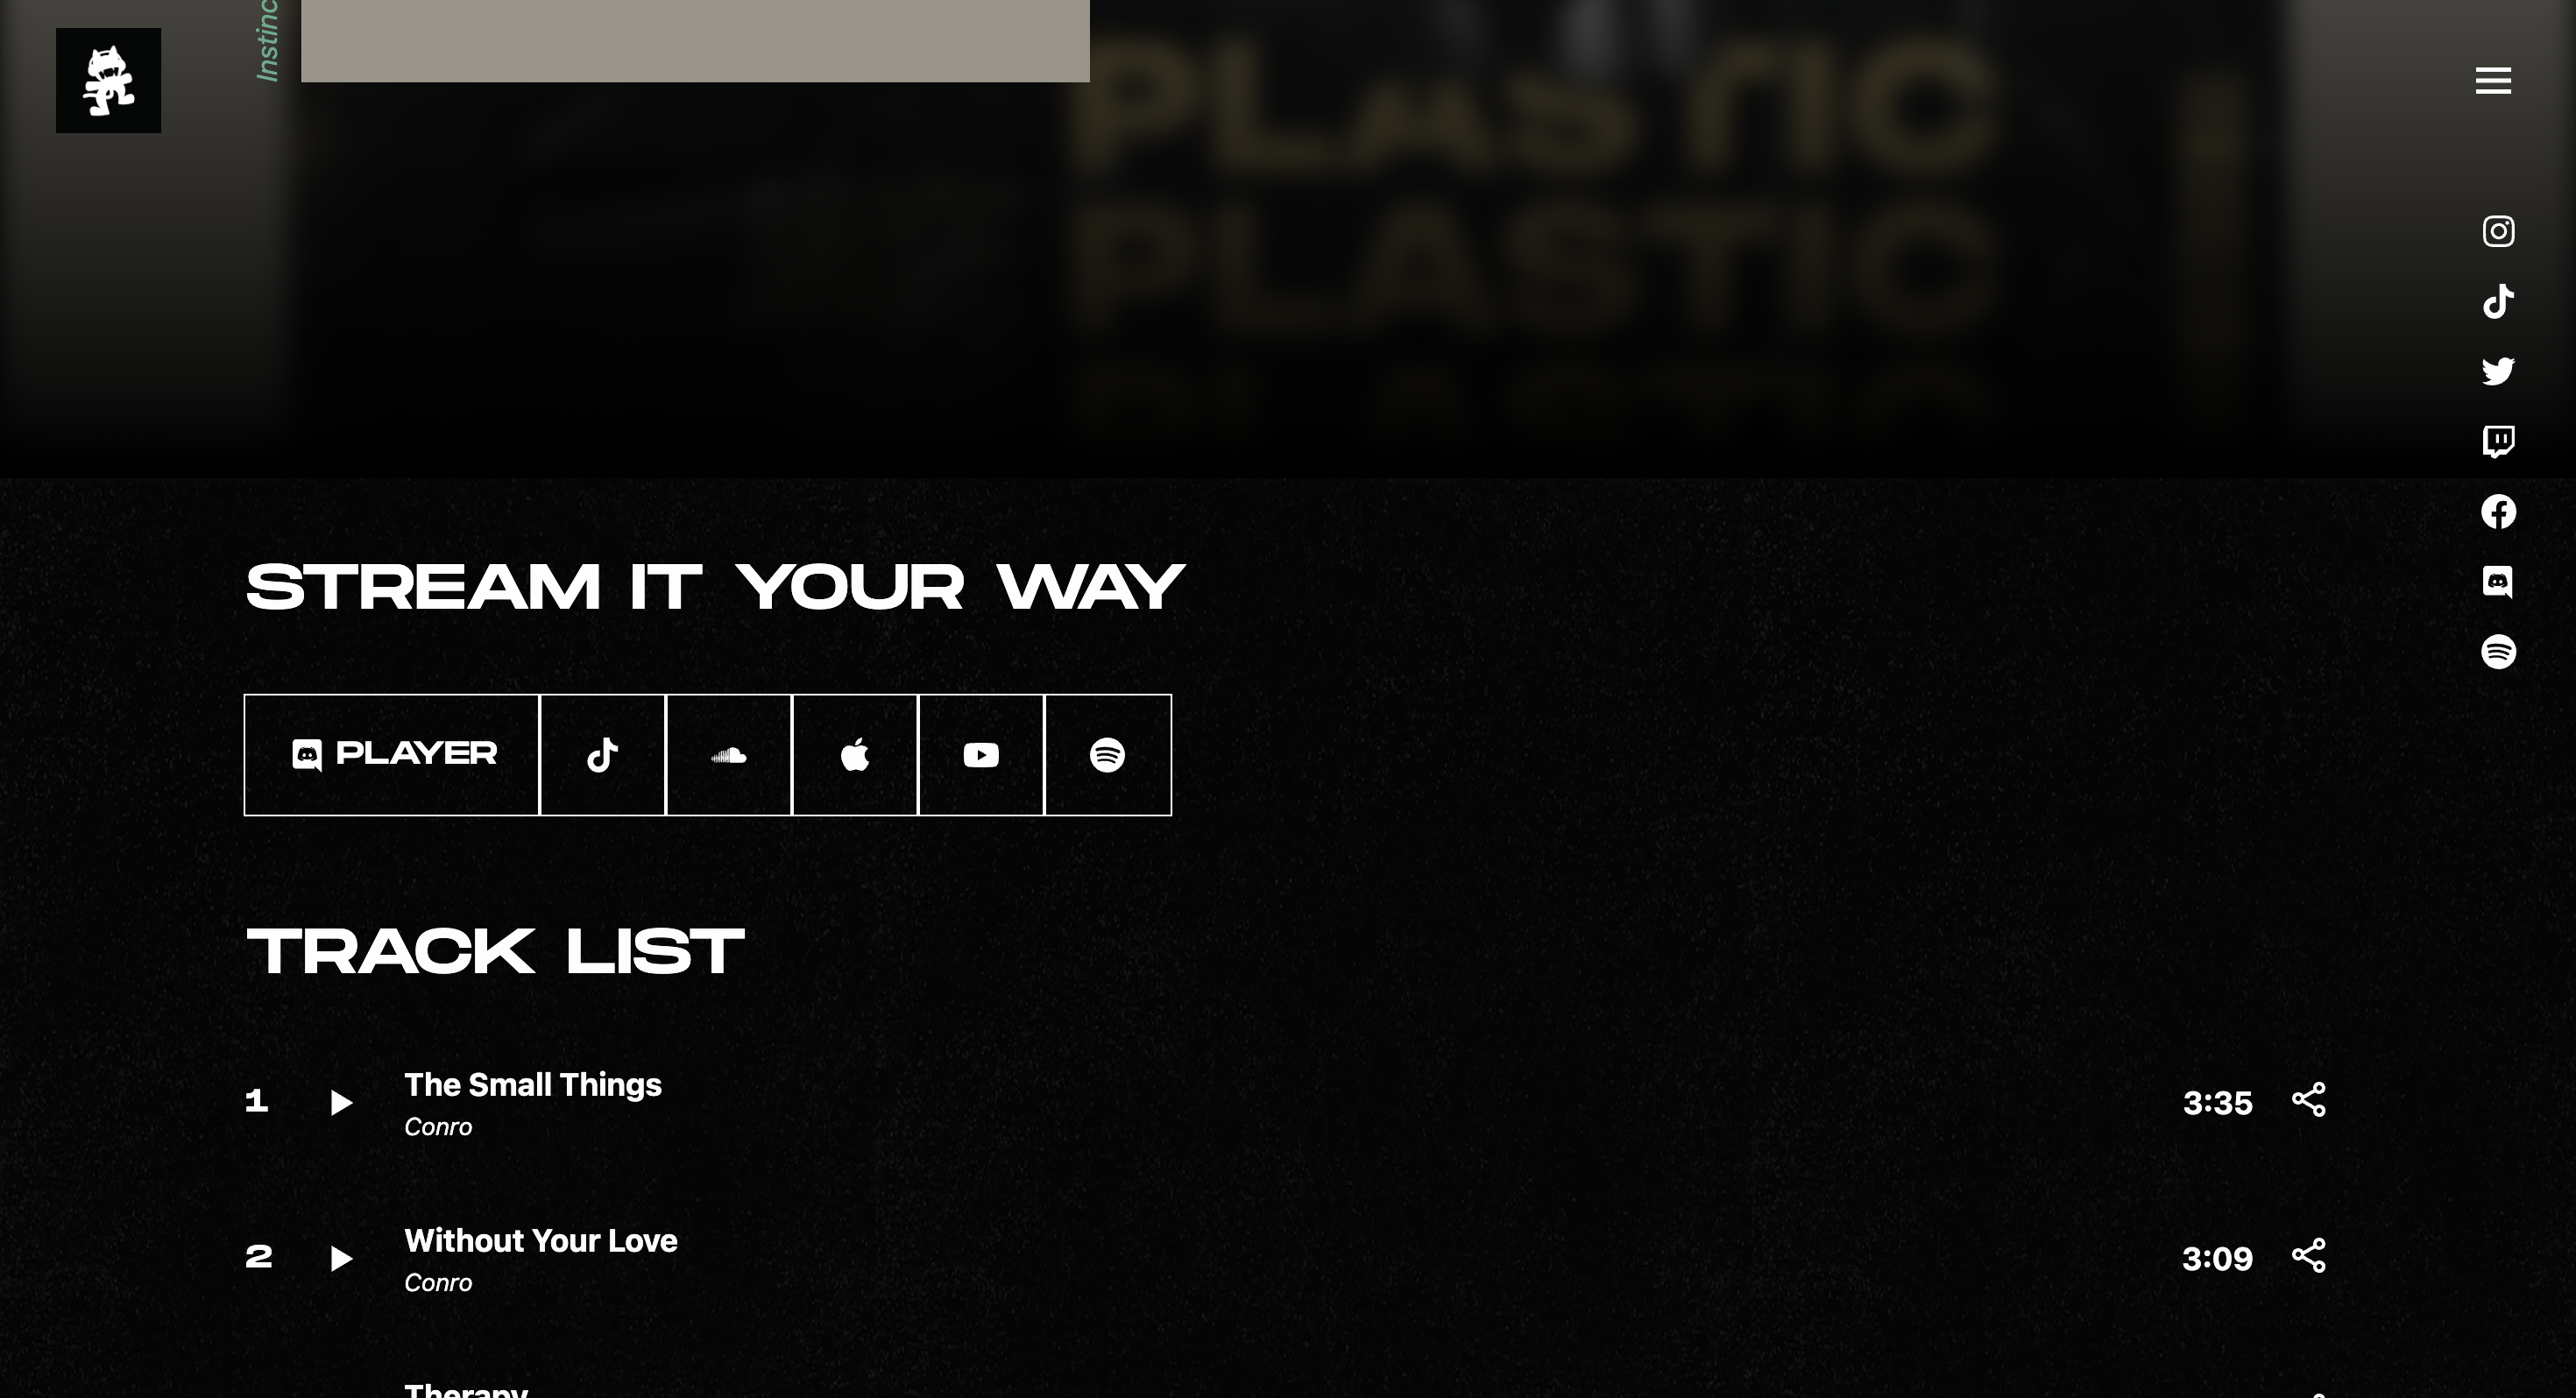 Instinc
PLASTIC
PLASTIC
PLASTIC
STREAM IT YOUR WAY
PLAYER
TRACK LIST
1
The Small Things
Conro
3:35
2
Without Your Love
Conro
3:09
Therapy